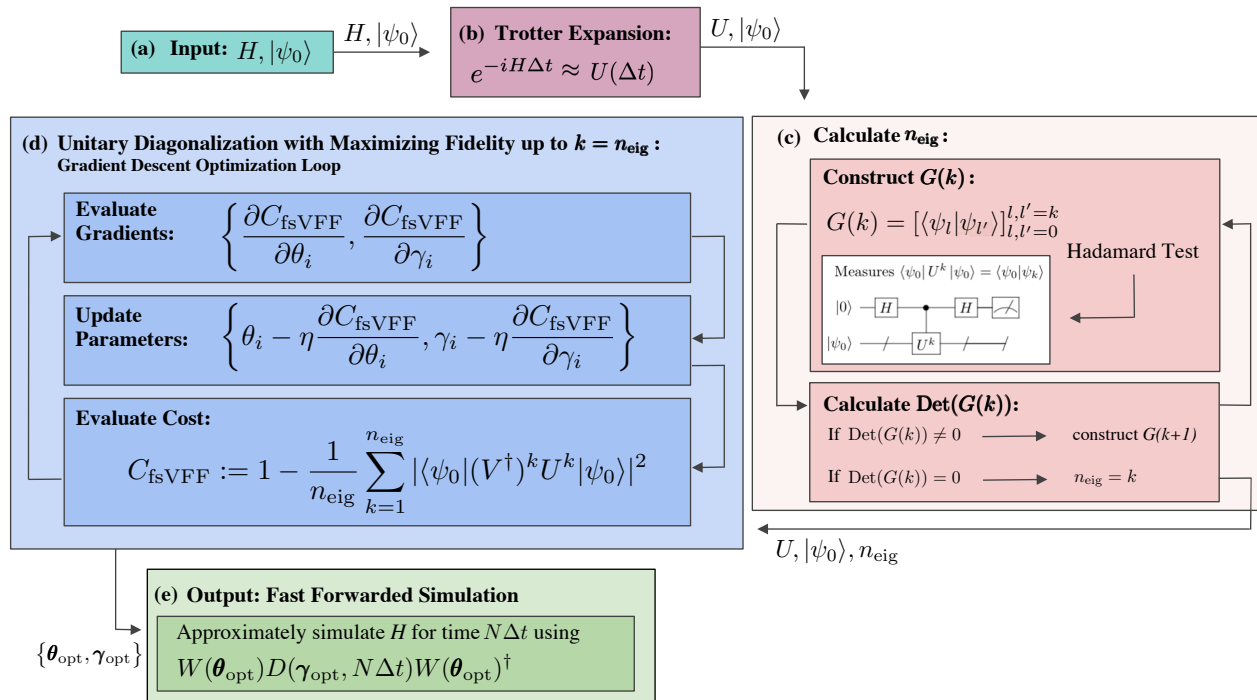 (a) Input: H, |ψ₀⟩
H, |ψ₀⟩
(b) Trotter Expansion:
e^{-iHΔt} ≈ U(Δt)
U, |ψ₀⟩
(c) Calculate n_eig:
Construct G(k):
G(k) = [⟨ψ_l|ψ_{l'}⟩]_{l,l'=0}^{l,l'=k}
Hadamard Test
Measures ⟨ψ₀| U^k |ψ₀⟩ = ⟨ψ₀|ψ_k⟩
|0⟩ H H
|ψ₀⟩ U^k
Calculate Det(G(k)):
If Det(G(k)) ≠ 0 construct G(k+1)
If Det(G(k)) = 0 n_eig = k
U, |ψ₀⟩, n_eig
(d) Unitary Diagonalization with Maximizing Fidelity up to k = n_eig:
Gradient Descent Optimization Loop
Evaluate
Gradients:
{ ∂C_fsVFF/∂θ_i, ∂C_fsVFF/∂γ_i }
Update
Parameters:
{ θ_i − η ∂C_fsVFF/∂θ_i, γ_i − η ∂C_fsVFF/∂γ_i }
Evaluate Cost:
C_fsVFF := 1 − 1/n_eig ∑_{k=1}^{n_eig} |⟨ψ₀|(V†)^k U^k|ψ₀⟩|²
{θ_opt, γ_opt}
(e) Output: Fast Forwarded Simulation
Approximately simulate H for time NΔt using
W(θ_opt)D(γ_opt, NΔt)W(θ_opt)†